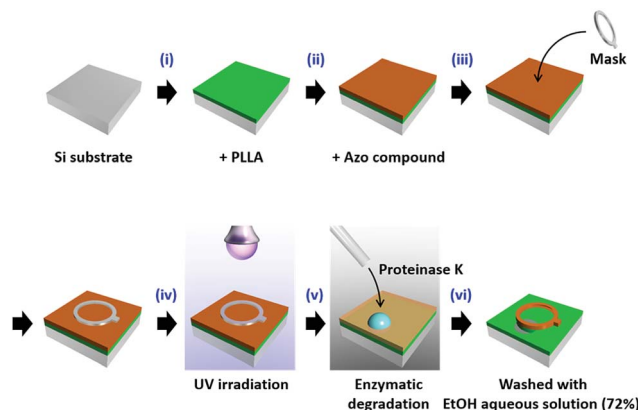 (i)
(ii)
(iii)
Mask
Si substrate
+ PLLA
+ Azo compound
(iv)
(v)
(vi)
Proteinase K
UV irradiation
Enzymatic
degradation
Washed with
EtOH aqueous solution (72%)